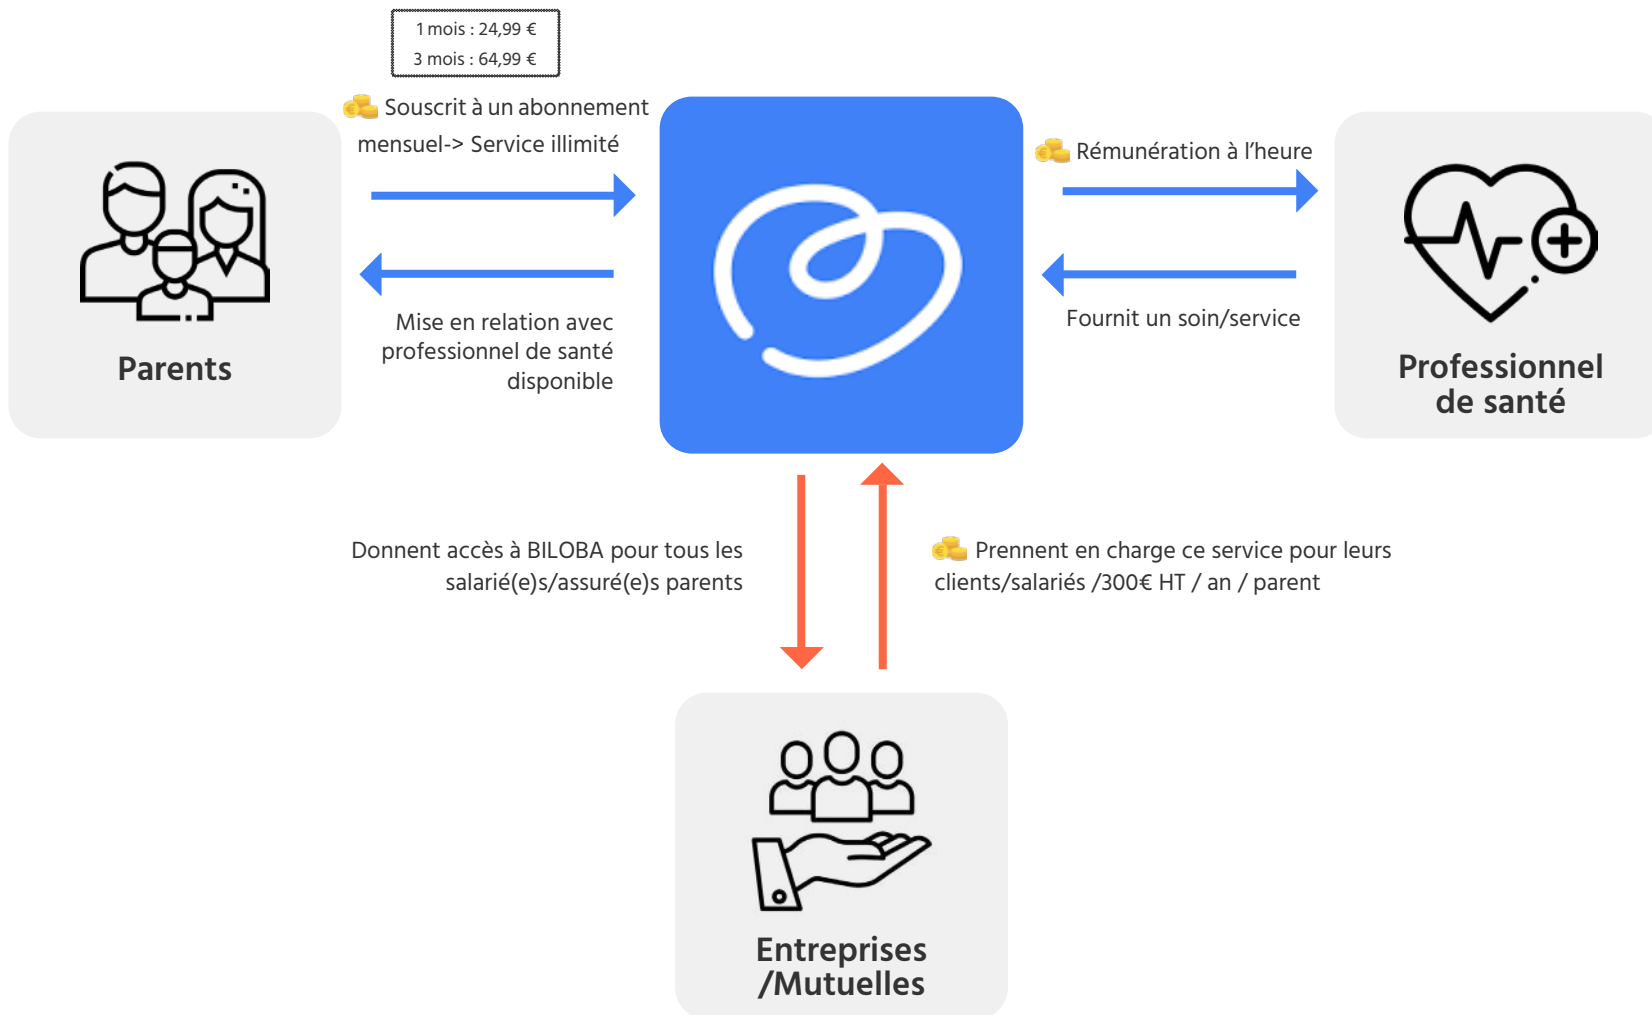 1 mois : 24,99 €
3 mois : 64,99 €
Souscrit à un abonnement
mensuel-> Service illimité
Parents
Mise en relation avec
professionnel de santé
disponible
Rémunération à l’heure
Fournit un soin/service
Professionnel
de santé
Donnent accès à BILOBA pour tous les
salarié(e)s/assuré(e)s parents
Prennent en charge ce service pour leurs
clients/salariés /300€ HT / an / parent
Entreprises
/Mutuelles